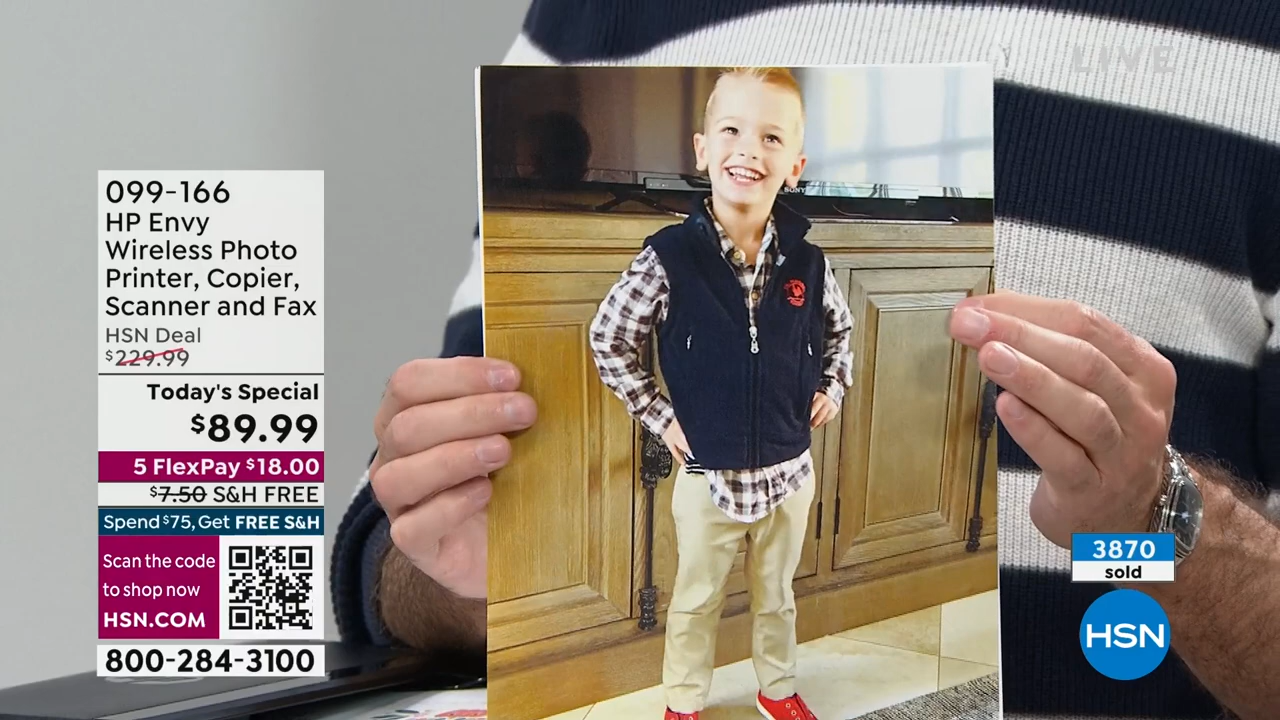 LIVE
099-166
HP Envy
Wireless Photo
Printer, Copier,
Scanner and Fax
HSN Deal
$229.99
Today's Special
$89.99
5 FlexPay $18.00
$7.50 S&H FREE
Spend $75, Get FREE S&H
Scan the code
to shop now
HSN.COM
800-284-3100
SONY
3870
sold
HSN